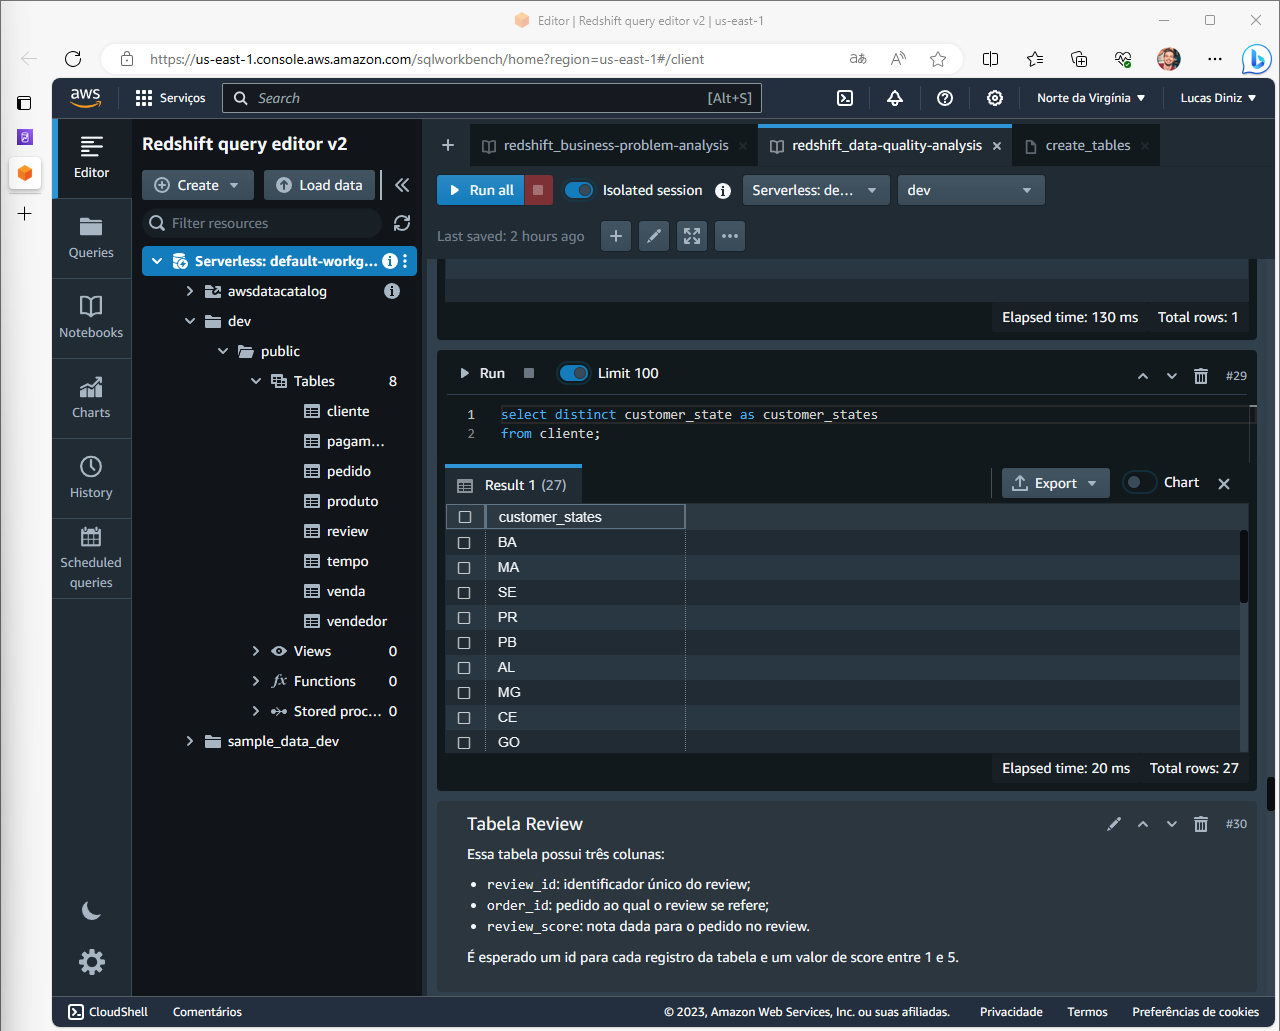 Editor | Redshift query editor v2 | us-east-1
https://us-east-1.console.aws.amazon.com/sqlworkbench/home?region=us-east-1#/client
aws
Serviços
Search
[Alt+S]
Norte da Virgínia
Lucas Diniz
Editor
Queries
Notebooks
Charts
History
Scheduled
queries
Redshift query editor v2
Create
Load data
Filter resources
Serverless: default-workg...
awsdatacatalog
dev
public
Tables 8
cliente
pagam...
pedido
produto
review
tempo
venda
vendedor
Views 0
Functions 0
Stored proc... 0
sample_data_dev
redshift_business-problem-analysis
redshift_data-quality-analysis
create_tables
Run all
Isolated session
Serverless: de...
dev
Last saved: 2 hours ago
Elapsed time: 130 ms Total rows: 1
Run
Limit 100
#29
1 select distinct customer_state as customer_states
2 from cliente;
Result 1 (27)
Export
Chart
customer_states
BA
MA
SE
PR
PB
AL
MG
CE
GO
Elapsed time: 20 ms Total rows: 27
Tabela Review
#30
Essa tabela possui três colunas:
• review_id: identificador único do review;
• order_id: pedido ao qual o review se refere;
• review_score: nota dada para o pedido no review.
É esperado um id para cada registro da tabela e um valor de score entre 1 e 5.
CloudShell
Comentários
© 2023, Amazon Web Services, Inc. ou suas afiliadas.
Privacidade
Termos
Preferências de cookies